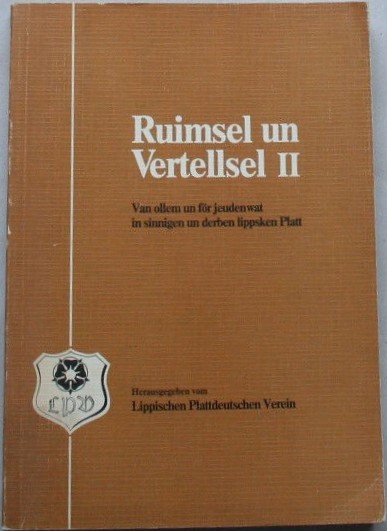 Ruimsel un
Vertellsel II
Van ollem un för jeudenwat
in sinnigen un derben lippsken Platt
Herausgegeben vom
Lippischen Plattdeutschen Verein
LPV